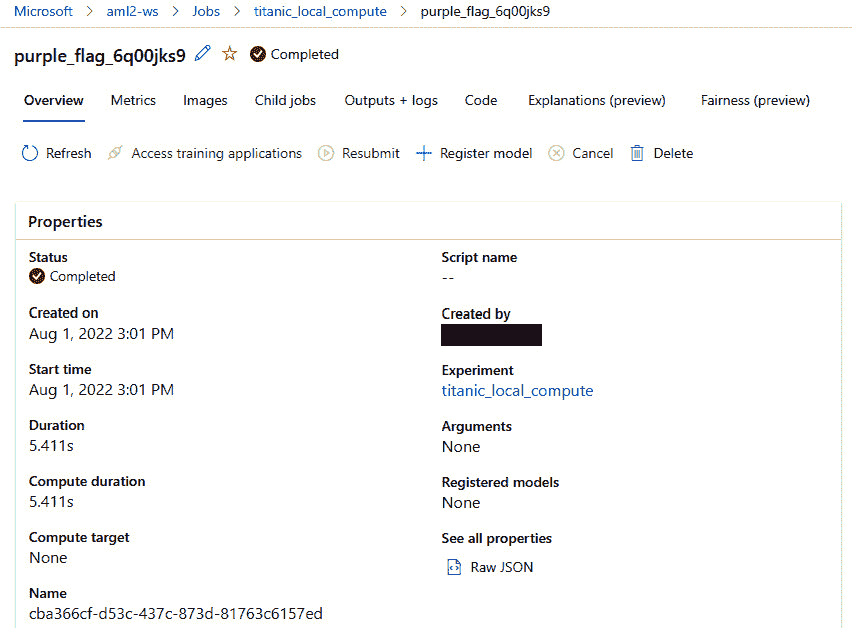 Microsoft > aml2-ws > Jobs > titanic_local_compute > purple_flag_6q00jks9
purple_flag_6q00jks9 Completed
Overview Metrics Images Child jobs Outputs + logs Code Explanations (preview) Fairness (preview)
Refresh Access training applications Resubmit Register model Cancel Delete
Properties
Status
Completed
Created on
Aug 1, 2022 3:01 PM
Start time
Aug 1, 2022 3:01 PM
Duration
5.411s
Compute duration
5.411s
Compute target
None
Name
cba366cf-d53c-437c-873d-81763c6157ed
Script name
--
Created by
Experiment
titanic_local_compute
Arguments
None
Registered models
None
See all properties
Raw JSON